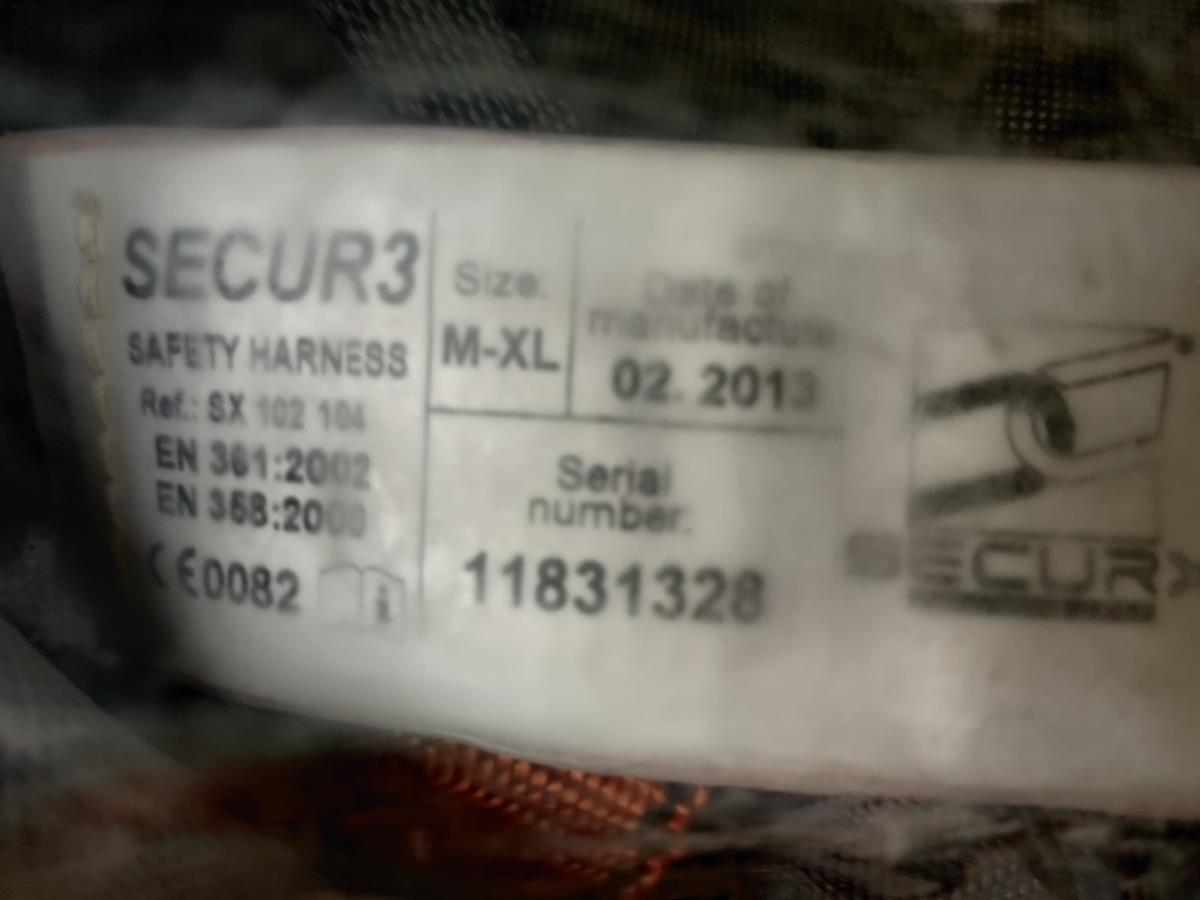 SECUR3
SAFETY HARNESS
Ref.: SX 102 104
EN 361:2002
EN 358:2000
CE0082
Size:
M-XL
Date of
manufacture
02. 2013
Serial
number:
11831328
SECURX